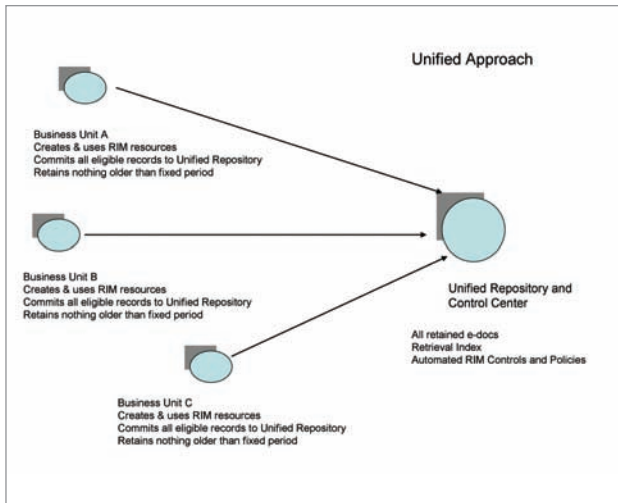 Unified Approach
Business Unit A
Creates & uses RIM resources
Commits all eligible records to Unified Repository
Retains nothing older than fixed period
Business Unit B
Creates & uses RIM resources
Commits all eligible records to Unified Repository
Retains nothing older than fixed period
Unified Repository and
Control Center
All retained e-docs
Retrieval Index
Automated RIM Controls and Policies
Business Unit C
Creates & uses RIM resources
Commits all eligible records to Unified Repository
Retains nothing older than fixed period